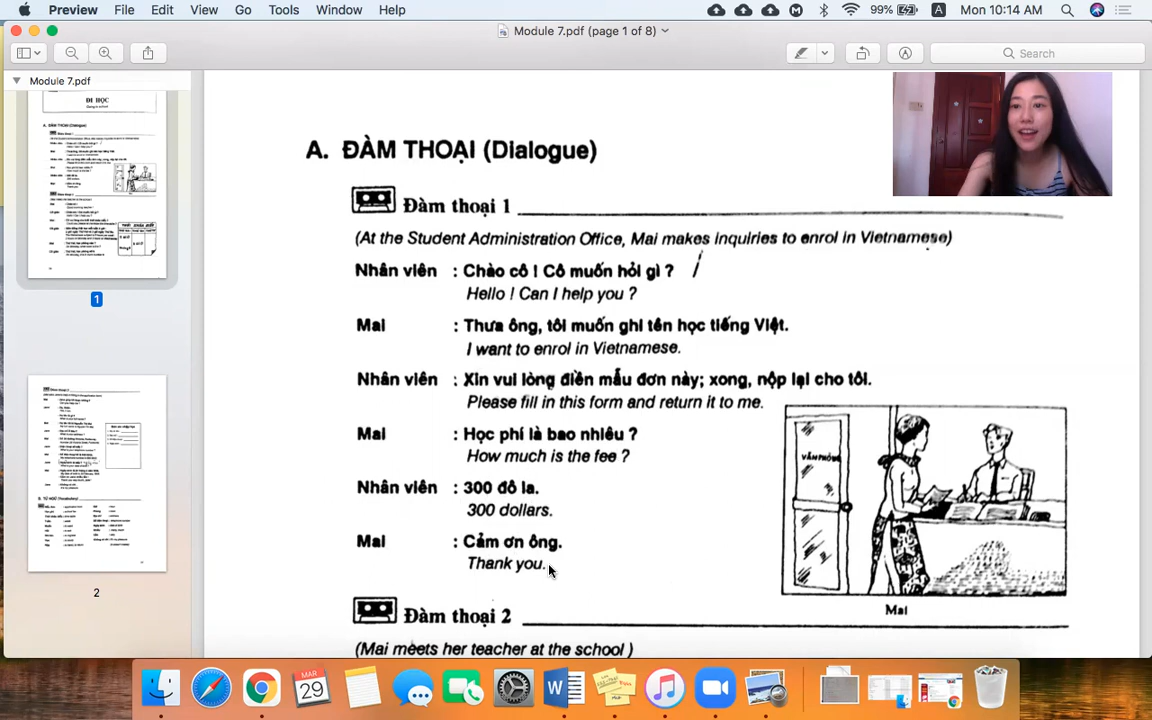 Preview File Edit View Go Tools Window Help
99% Mon 10:14 AM
Module 7.pdf (page 1 of 8)
Search
Module 7.pdf
ĐI HỌC
1
2
A. ĐÀM THOẠI (Dialogue)
Đàm thoại 1
(At the Student Administration Office, Mai makes inquiries to enrol in Vietnamese)
Nhân viên : Chào cô ! Cô muốn hỏi gì ?
Hello ! Can I help you ?
Mai : Thưa ông, tôi muốn ghi tên học tiếng Việt.
I want to enrol in Vietnamese.
Nhân viên : Xin vui lòng điền mẫu đơn này; xong, nộp lại cho tôi.
Please fill in this form and return it to me.
Mai : Học phí là bao nhiêu ?
How much is the fee ?
Nhân viên : 300 đô la.
300 dollars.
Mai : Cảm ơn ông.
Thank you.
VĂN PHÒNG
Mai
Đàm thoại 2
(Mai meets her teacher at the school )
MAR
29